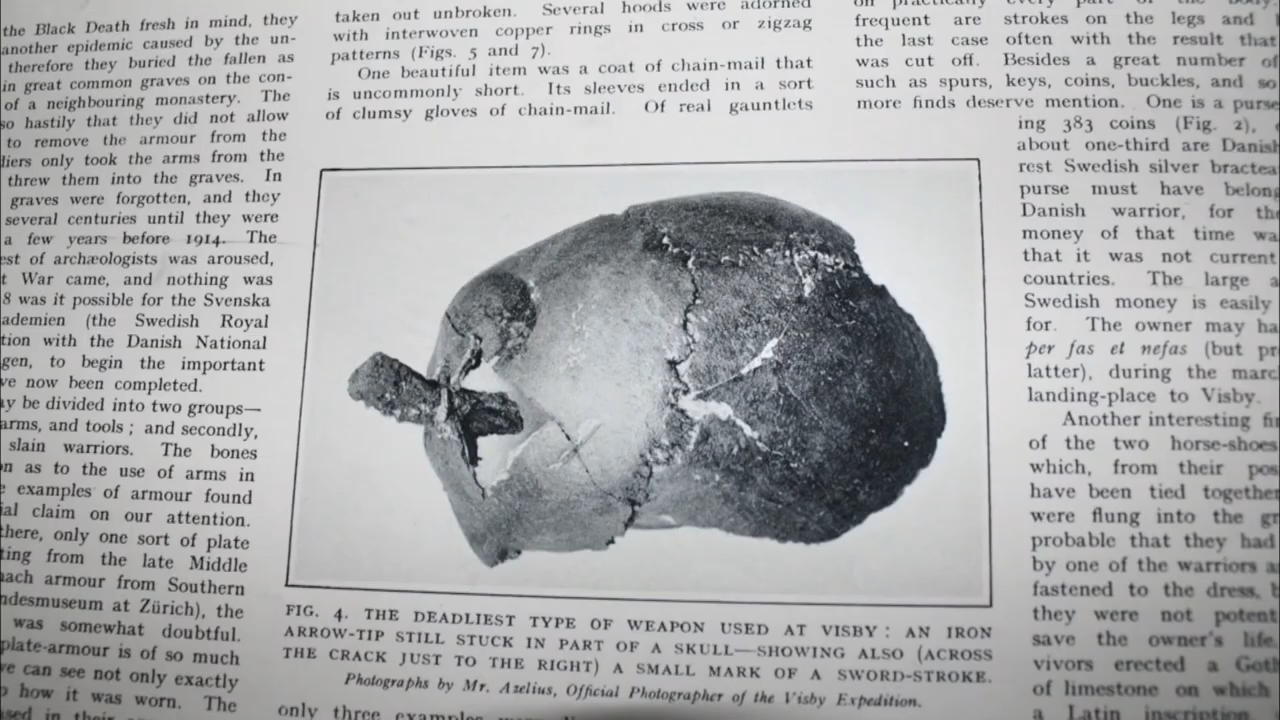 the Black Death fresh in mind, they
another epidemic caused by the un-
therefore they buried the fallen as
in great common graves on the con-
of a neighbouring monastery. The
so hastily that they did not allow
to remove the armour from the
diers only took the arms from the
threw them into the graves. In
graves were forgotten, and they
several centuries until they were
a few years before 1914. The
est of archæologists was aroused,
t War came, and nothing was
8 was it possible for the Svenska
ademien (the Swedish Royal
tion with the Danish National
gen, to begin the important
ve now been completed.
ay be divided into two groups—
arms, and tools ; and secondly,
slain warriors. The bones
on as to the use of arms in
e examples of armour found
ial claim on our attention.
there, only one sort of plate
ting from the late Middle
nach armour from Southern
ndesmuseum at Zürich), the
was somewhat doubtful.
plate-armour is of so much
ve can see not only exactly
how it was worn. The
used in their
taken out unbroken. Several hoods were adorned
with interwoven copper rings in cross or zigzag
patterns (Figs. 5 and 7).
One beautiful item was a coat of chain-mail that
is uncommonly short. Its sleeves ended in a sort
of clumsy gloves of chain-mail. Of real gauntlets
FIG. 4. THE DEADLIEST TYPE OF WEAPON USED AT VISBY : AN IRON
ARROW-TIP STILL STUCK IN PART OF A SKULL—SHOWING ALSO (ACROSS
THE CRACK JUST TO THE RIGHT) A SMALL MARK OF A SWORD-STROKE.
Photographs by Mr. Azelius, Official Photographer of the Visby Expedition.
only three examples
on practically every part of the body.
frequent are strokes on the legs and
the last case often with the result that
was cut off. Besides a great number of
such as spurs, keys, coins, buckles, and so
more finds deserve mention. One is a purse
ing 383 coins (Fig. 2),
about one-third are Danish
rest Swedish silver bractea
purse must have belong
Danish warrior, for the
money of that time wa
that it was not current
countries. The large a
Swedish money is easily
for. The owner may ha
per fas et nefas (but pr
latter), during the marc
landing-place to Visby.
Another interesting fi
of the two horse-shoes
which, from their pos
have been tied together
were flung into the gr
probable that they had
by one of the warriors a
fastened to the dress, b
they were not potent
save the owner's life.
vivors erected a Goth
of limestone on which
a Latin inscription